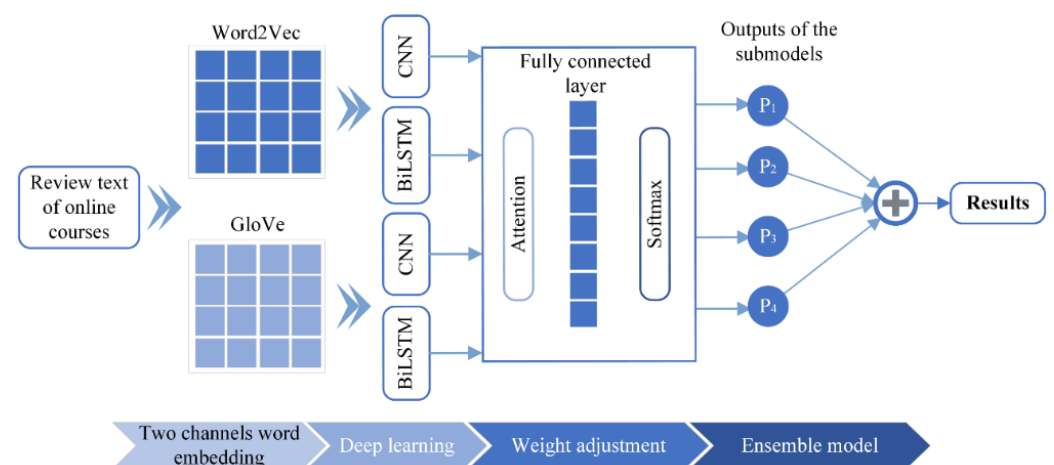 Word2Vec
CNN
BiLSTM
Review text
of online
courses
GloVe
CNN
BiLSTM
Fully connected
layer
Attention
Softmax
Outputs of the
submodels
P1
P2
P3
P4
Results
Two channels word
embedding
Deep learning
Weight adjustment
Ensemble model